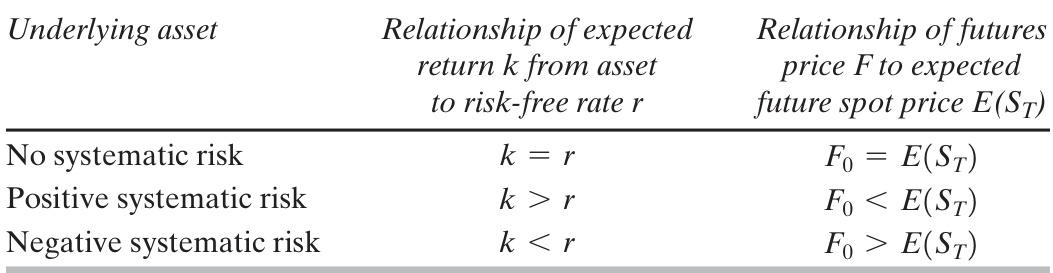 Underlying asset Relationship of expected Relationship of futures
return k from asset price F to expected
to risk-free rate r future spot price E(S_T)
No systematic risk k = r F_0 = E(S_T)
Positive systematic risk k > r F_0 < E(S_T)
Negative systematic risk k < r F_0 > E(S_T)